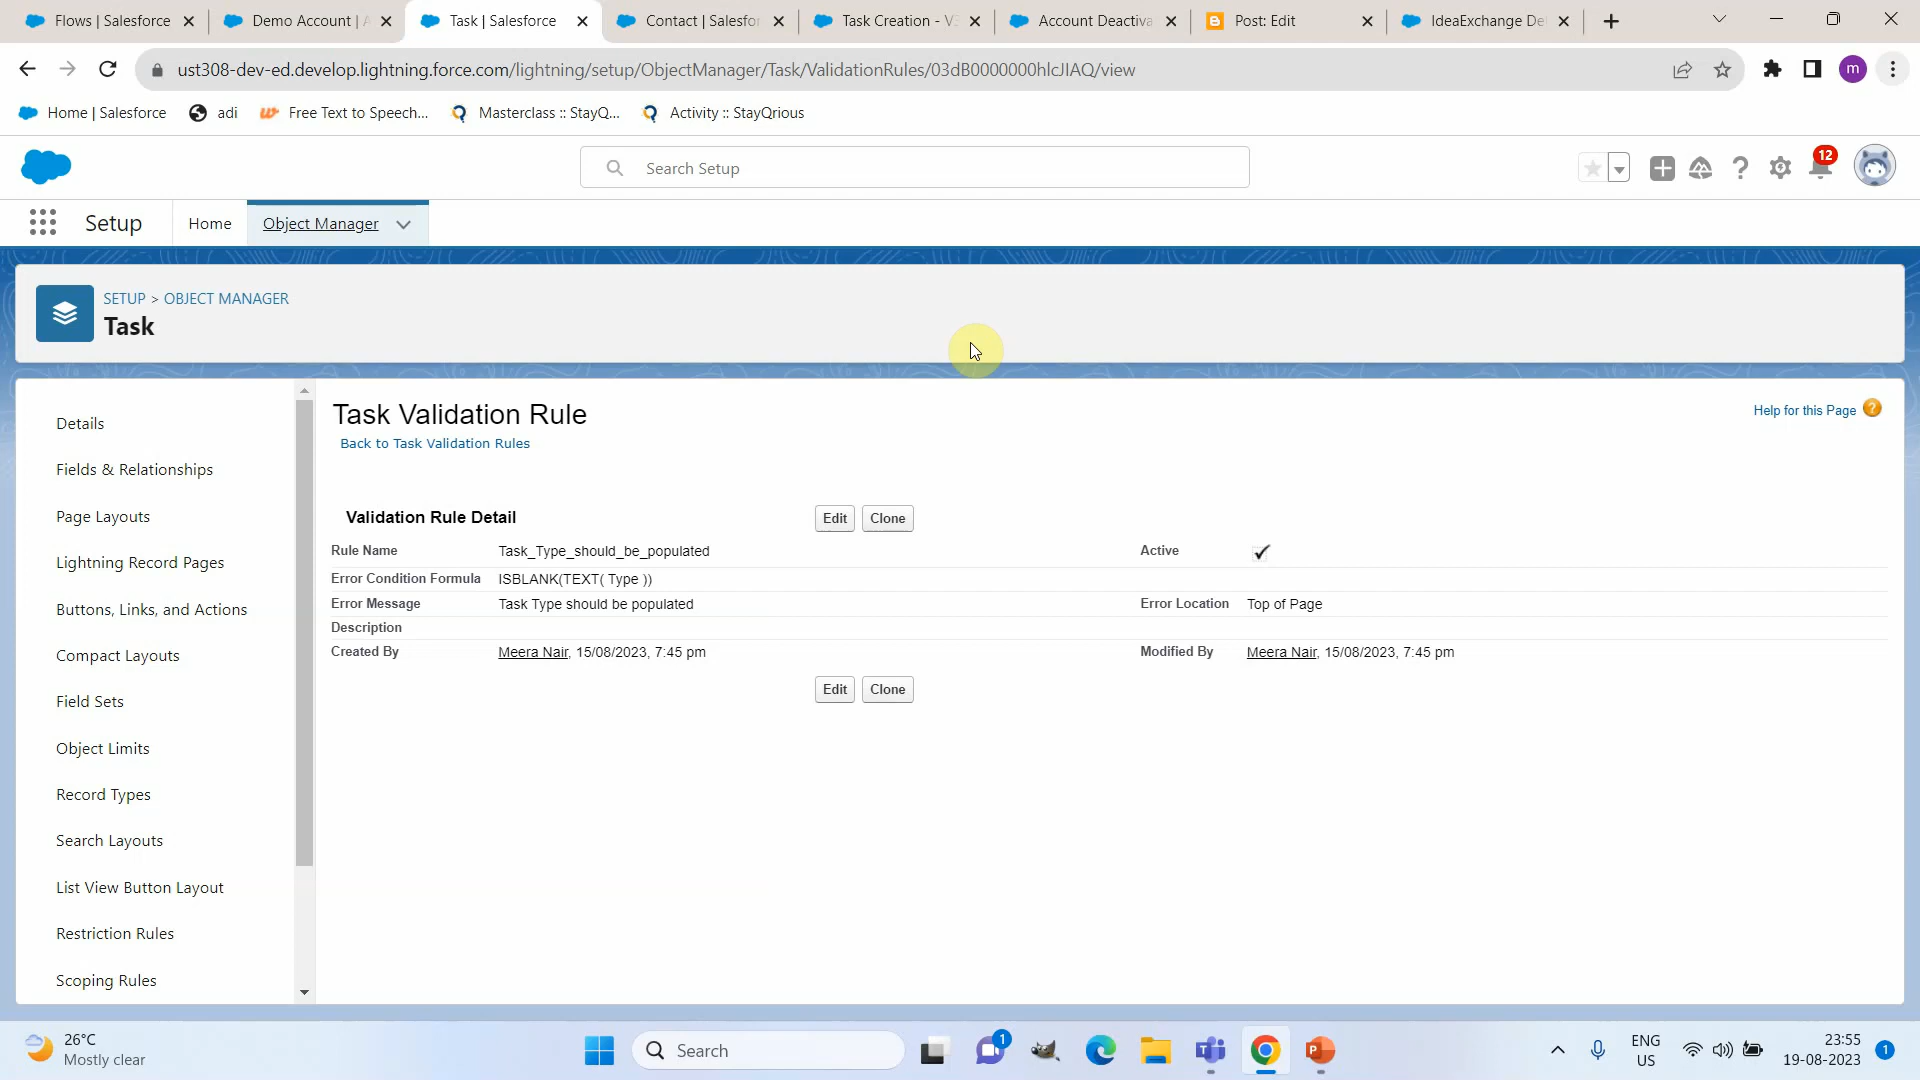 Flows | Salesforce
Demo Account |
Task | Salesforce
Contact | Salesfor
Task Creation - V
Account Deactiva
Post: Edit
IdeaExchange De
ust308-dev-ed.develop.lightning.force.com/lightning/setup/ObjectManager/Task/ValidationRules/03dB0000000hlcJIAQ/view
m
Home | Salesforce
adi
Free Text to Speech...
Masterclass :: StayQ...
Activity :: StayQrious
Search Setup
12
Setup
Home
Object Manager
SETUP > OBJECT MANAGER
Task
Details
Fields & Relationships
Page Layouts
Lightning Record Pages
Buttons, Links, and Actions
Compact Layouts
Field Sets
Object Limits
Record Types
Search Layouts
List View Button Layout
Restriction Rules
Scoping Rules
Task Validation Rule
Back to Task Validation Rules
Help for this Page ?
Validation Rule Detail
Edit Clone
Rule Name Task_Type_should_be_populated Active ✓
Error Condition Formula ISBLANK(TEXT( Type ))
Error Message Task Type should be populated Error Location Top of Page
Description
Created By Meera Nair, 15/08/2023, 7:45 pm Modified By Meera Nair, 15/08/2023, 7:45 pm
Edit Clone
26°C
Mostly clear
Search
1
ENG
US
23:55
19-08-2023
1